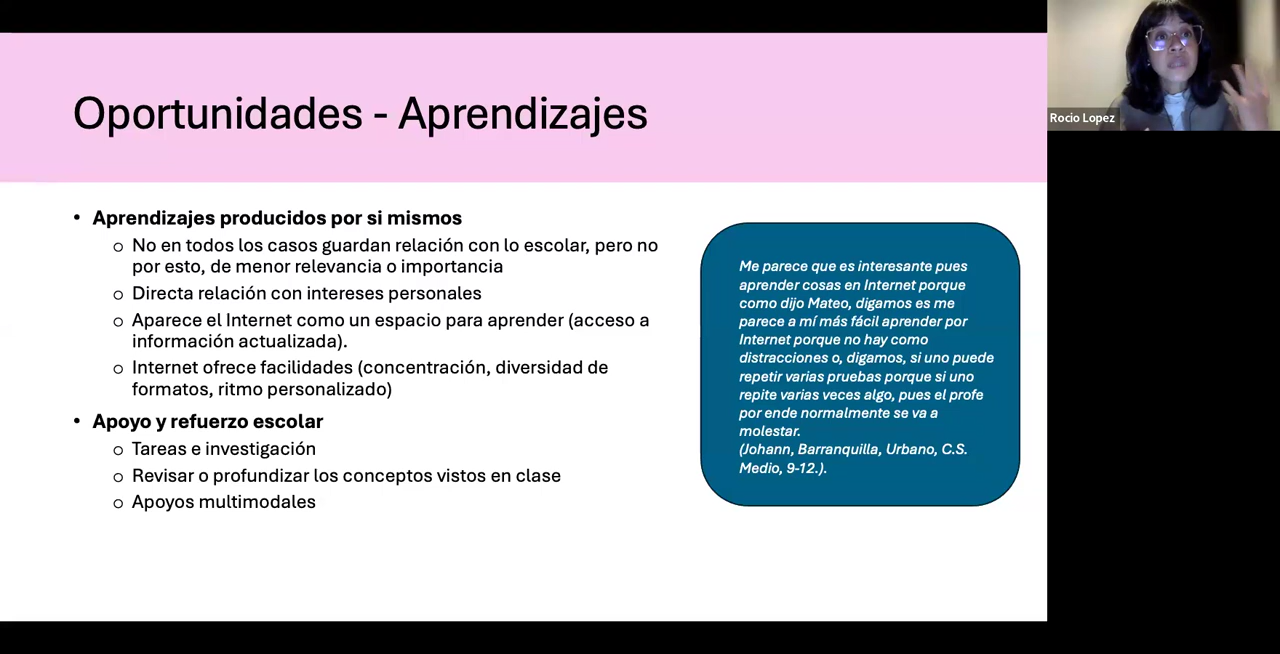 Oportunidades - Aprendizajes
• Aprendizajes producidos por si mismos
o No en todos los casos guardan relación con lo escolar, pero no
por esto, de menor relevancia o importancia
o Directa relación con intereses personales
o Aparece el Internet como un espacio para aprender (acceso a
información actualizada).
o Internet ofrece facilidades (concentración, diversidad de
formatos, ritmo personalizado)
• Apoyo y refuerzo escolar
o Tareas e investigación
o Revisar o profundizar los conceptos vistos en clase
o Apoyos multimodales
Me parece que es interesante pues
aprender cosas en Internet porque
como dijo Mateo, digamos es me
parece a mí más fácil aprender por
Internet porque no hay como
distracciones o, digamos, si uno puede
repetir varias pruebas porque si uno
repite varias veces algo, pues el profe
por ende normalmente se va a
molestar.
(Johann, Barranquilla, Urbano, C.S.
Medio, 9-12.).
Rocio Lopez